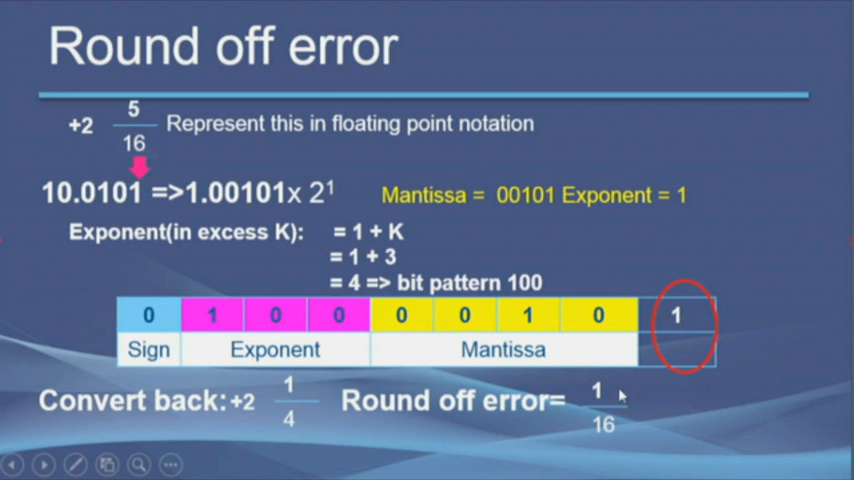 Round off error
+2 5/16 Represent this in floating point notation
10.0101 =>1.00101x 2¹ Mantissa = 00101 Exponent = 1
Exponent(in excess K): = 1 + K
= 1 + 3
= 4 => bit pattern 100
0 1 0 0 0 0 1 0 1
Sign Exponent Mantissa
Convert back:+2 1/4 Round off error= 1/16